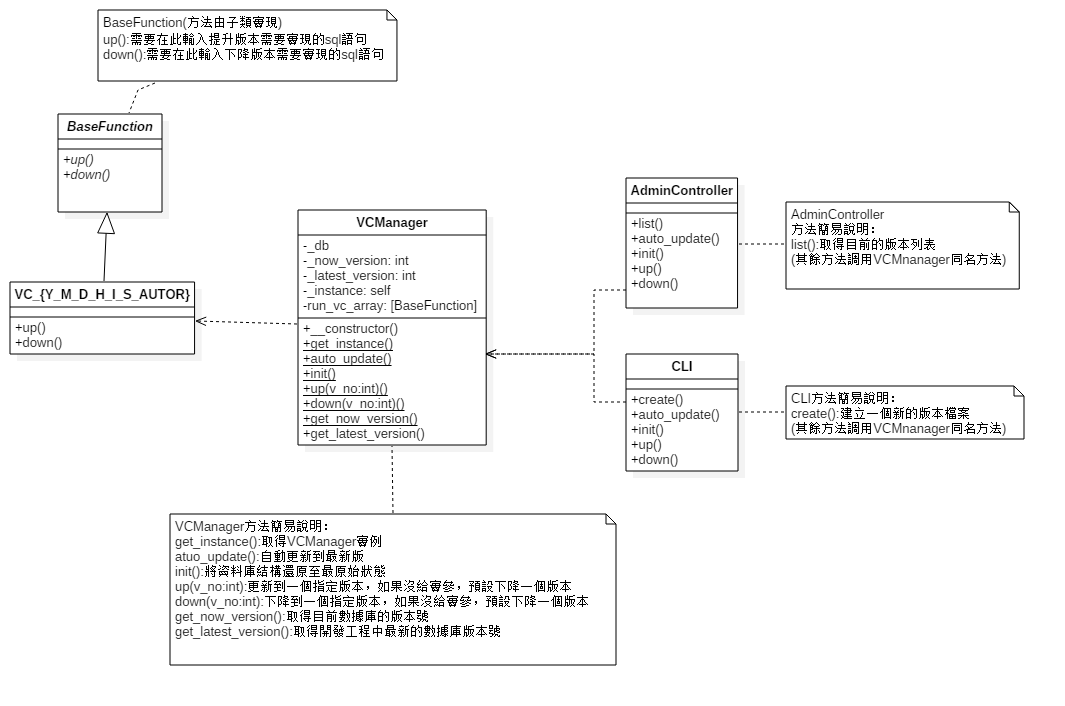 BaseFunction(方法由子類實現)
up():需要在此輸入提升版本需要實現的sql語句
down():需要在此輸入下降版本需要實現的sql語句
BaseFunction
+up()
+down()
VC_{Y_M_D_H_I_S_AUTOR}
+up()
+down()
VCManager
-_db
-_now_version: int
-_latest_version: int
-_instance: self
-run_vc_array: [BaseFunction]
+__constructor()
+get_instance()
+auto_update()
+init()
+up(v_no:int)()
+down(v_no:int)()
+get_now_version()
+get_latest_version()
AdminController
+list()
+auto_update()
+init()
+up()
+down()
AdminController
方法簡易說明：
list():取得目前的版本列表
(其餘方法調用VCMnanager同名方法)
CLI
+create()
+auto_update()
+init()
+up()
+down()
CLI方法簡易說明：
create():建立一個新的版本檔案
(其餘方法調用VCMnanager同名方法)
VCManager方法簡易說明：
get_instance():取得VCManager實例
atuo_update():自動更新到最新版
init():將資料庫結構還原至最原始狀態
up(v_no:int):更新到一個指定版本，如果沒給實參，預設下降一個版本
down(v_no:int):下降到一個指定版本，如果沒給實參，預設下降一個版本
get_now_version():取得目前數據庫的版本號
get_latest_version():取得開發工程中最新的數據庫版本號